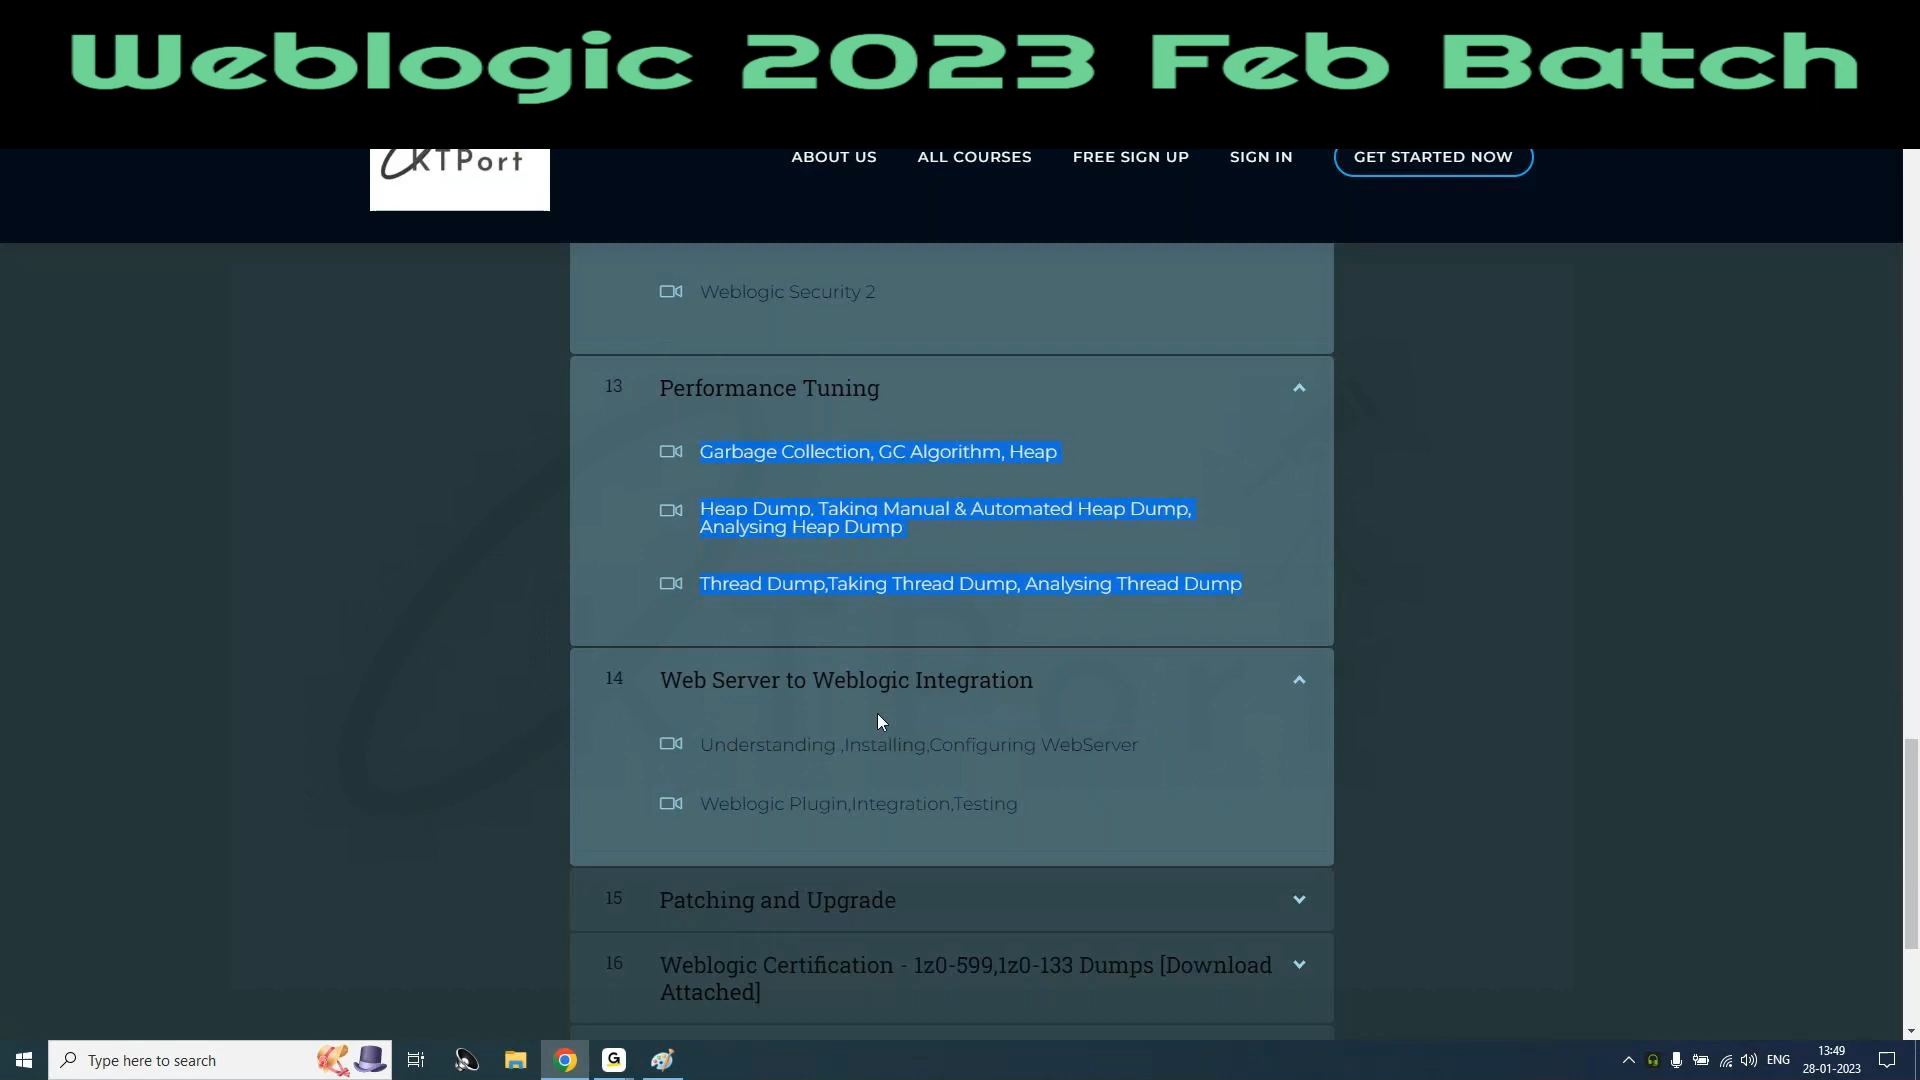 Weblogic 2023 Feb Batch
KTPort
ABOUT US
ALL COURSES
FREE SIGN UP
SIGN IN
GET STARTED NOW
Weblogic Security 2
13
Performance Tuning
Garbage Collection, GC Algorithm, Heap
Heap Dump, Taking Manual & Automated Heap Dump,
Analysing Heap Dump
Thread Dump,Taking Thread Dump, Analysing Thread Dump
14
Web Server to Weblogic Integration
Understanding ,Installing,Configuring WebServer
Weblogic Plugin,Integration,Testing
15
Patching and Upgrade
16
Weblogic Certification - 1z0-599,1z0-133 Dumps [Download
Attached]
Type here to search
G
ENG
13:49
28-01-2023